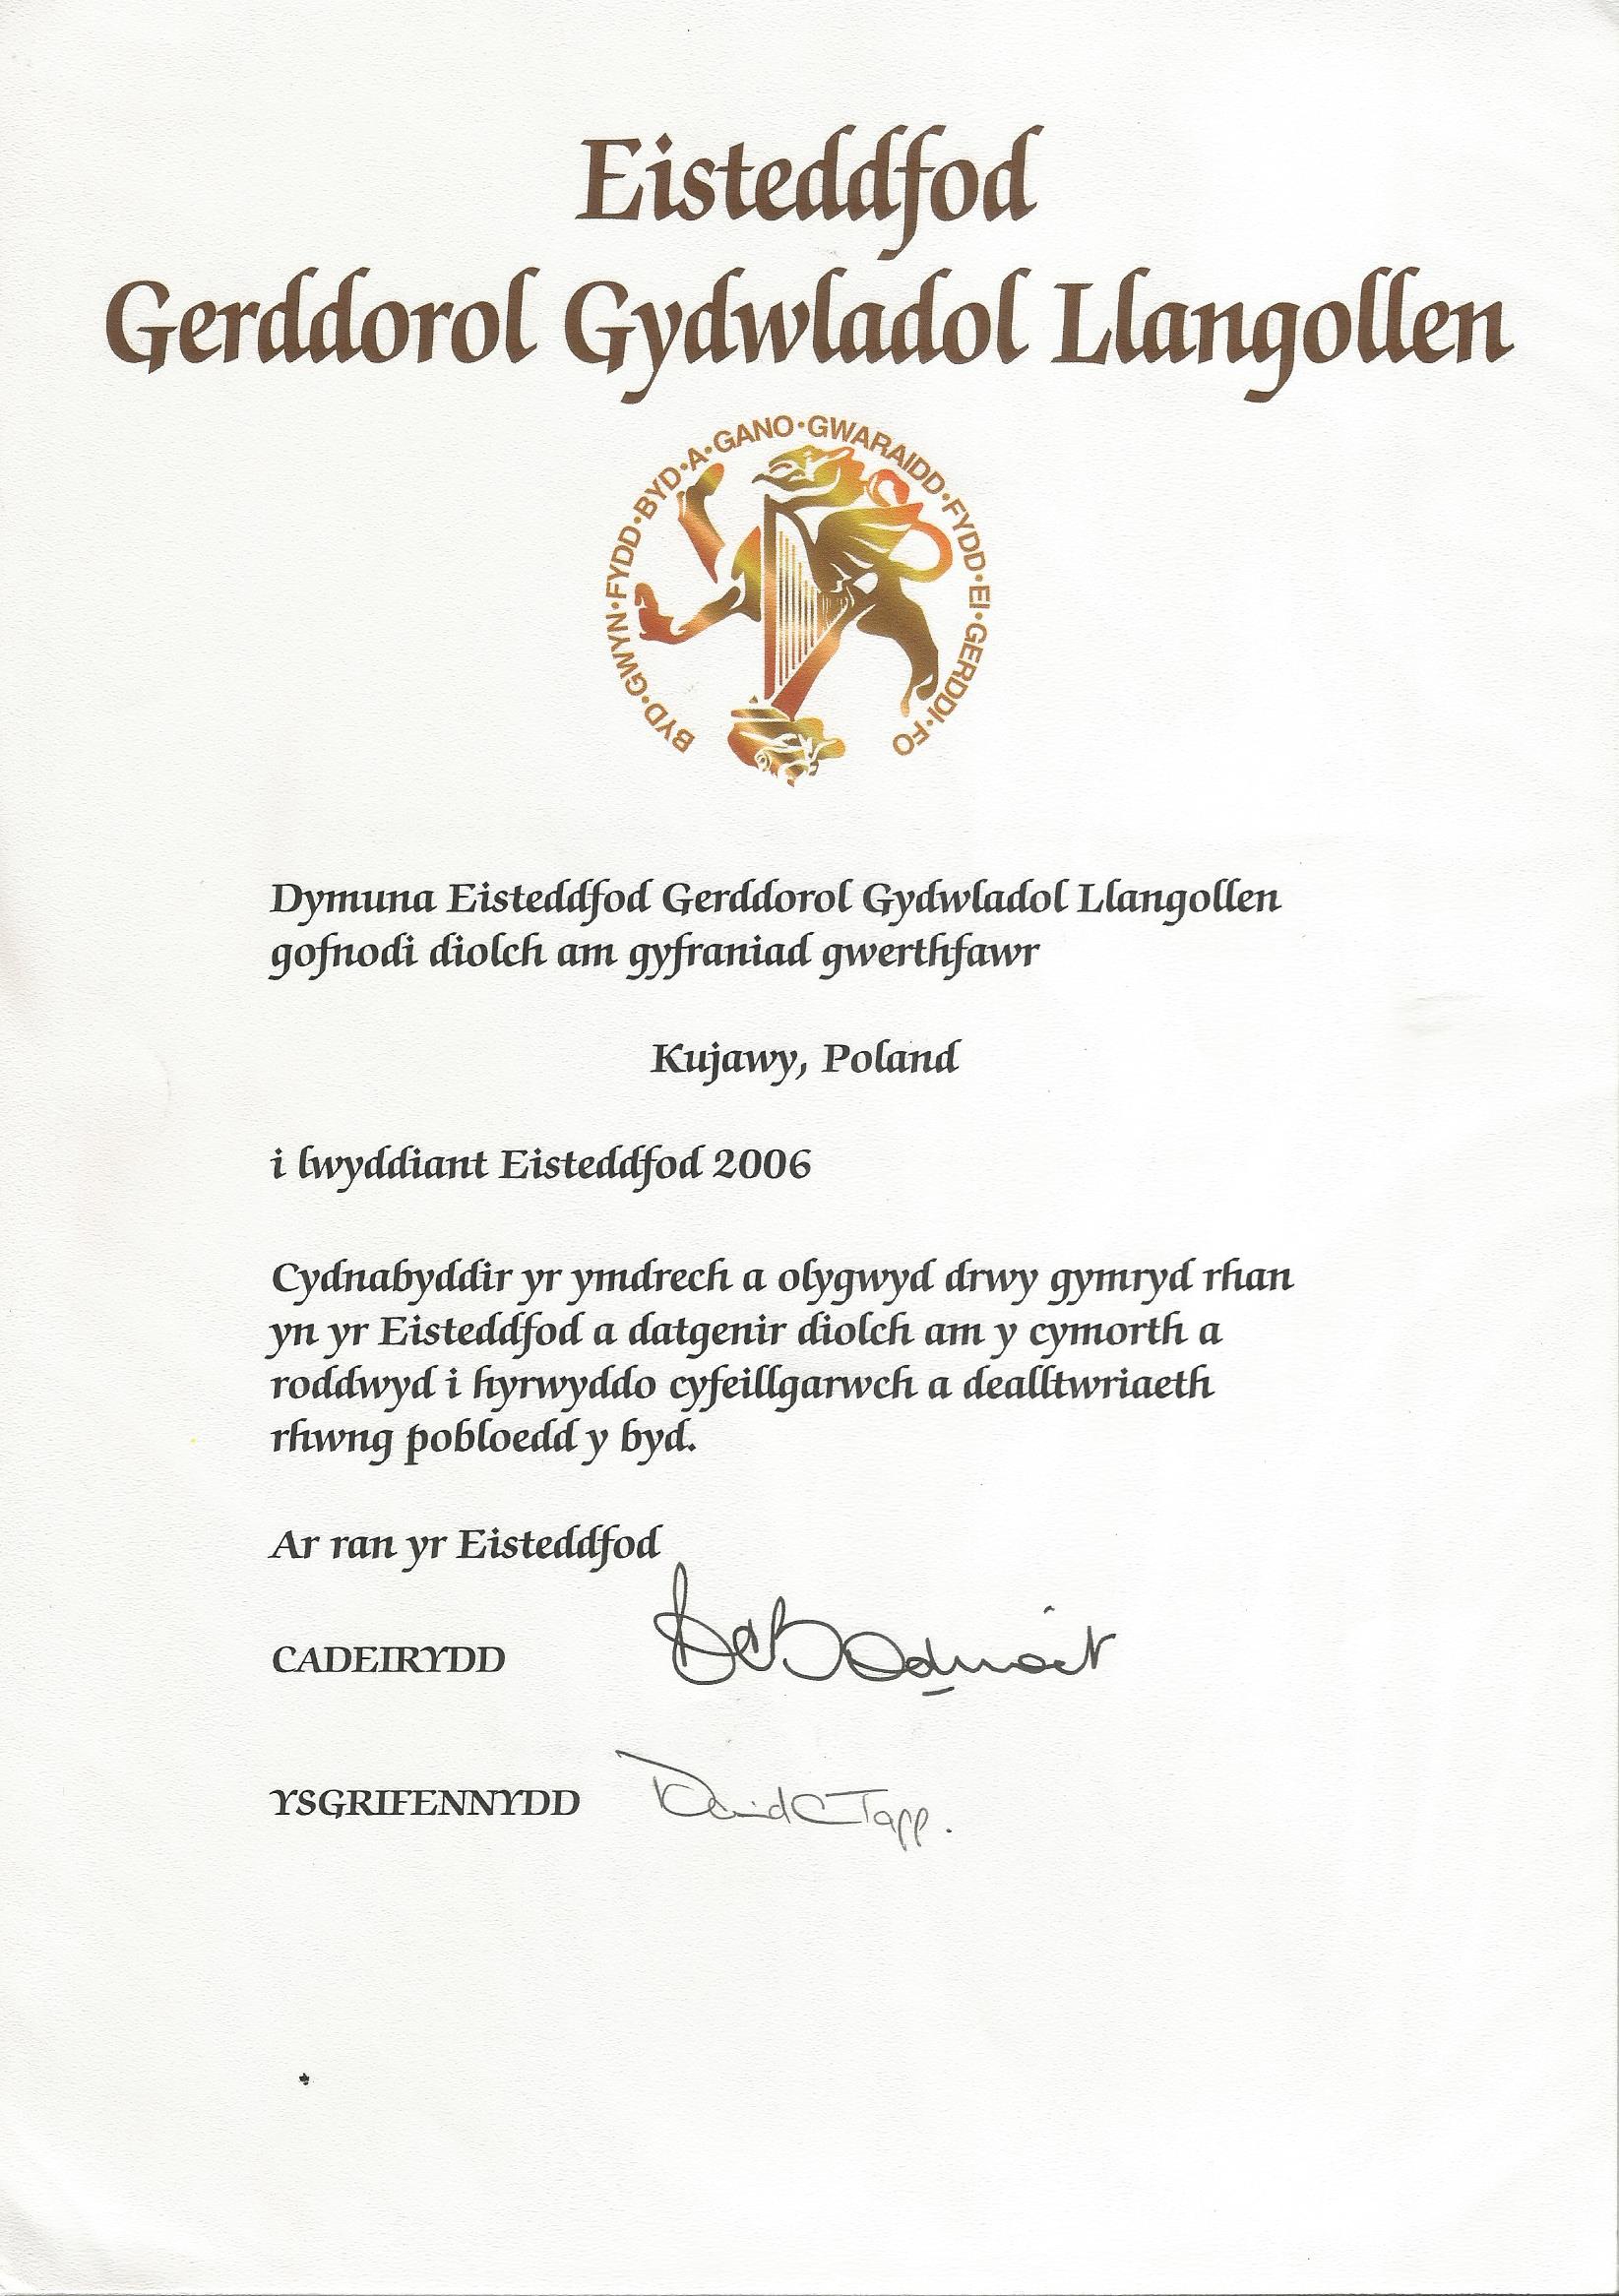 Eisteddfod
Gerddorol Gydwladol Llangollen
BYD·GWYN·FYDD·BYD·A·GANO·GWARAIDD·FYDD·EI·GERDDI·FO
Dymuna Eisteddfod Gerddorol Gydwladol Llangollen
gofnodi diolch am gyfraniad gwerthfawr
Kujawy, Poland
i lwyddiant Eisteddfod 2006
Cydnabyddir yr ymdrech a olygwyd drwy gymryd rhan
yn yr Eisteddfod a datgenir diolch am y cymorth a
roddwyd i hyrwyddo cyfeillgarwch a dealltwriaeth
rhwng pobloedd y byd.
Ar ran yr Eisteddfod
CADEIRYDD
YSGRIFENNYDD David C Tapp.